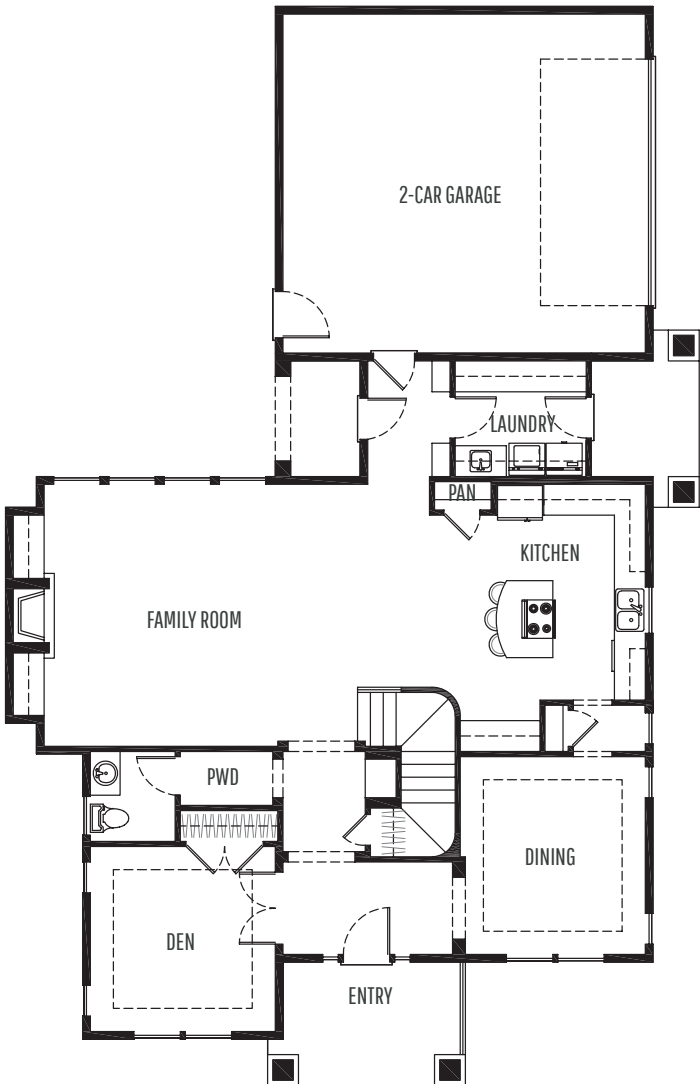 2-CAR GARAGE
LAUNDRY
PAN
KITCHEN
FAMILY ROOM
PWD
DINING
DEN
ENTRY